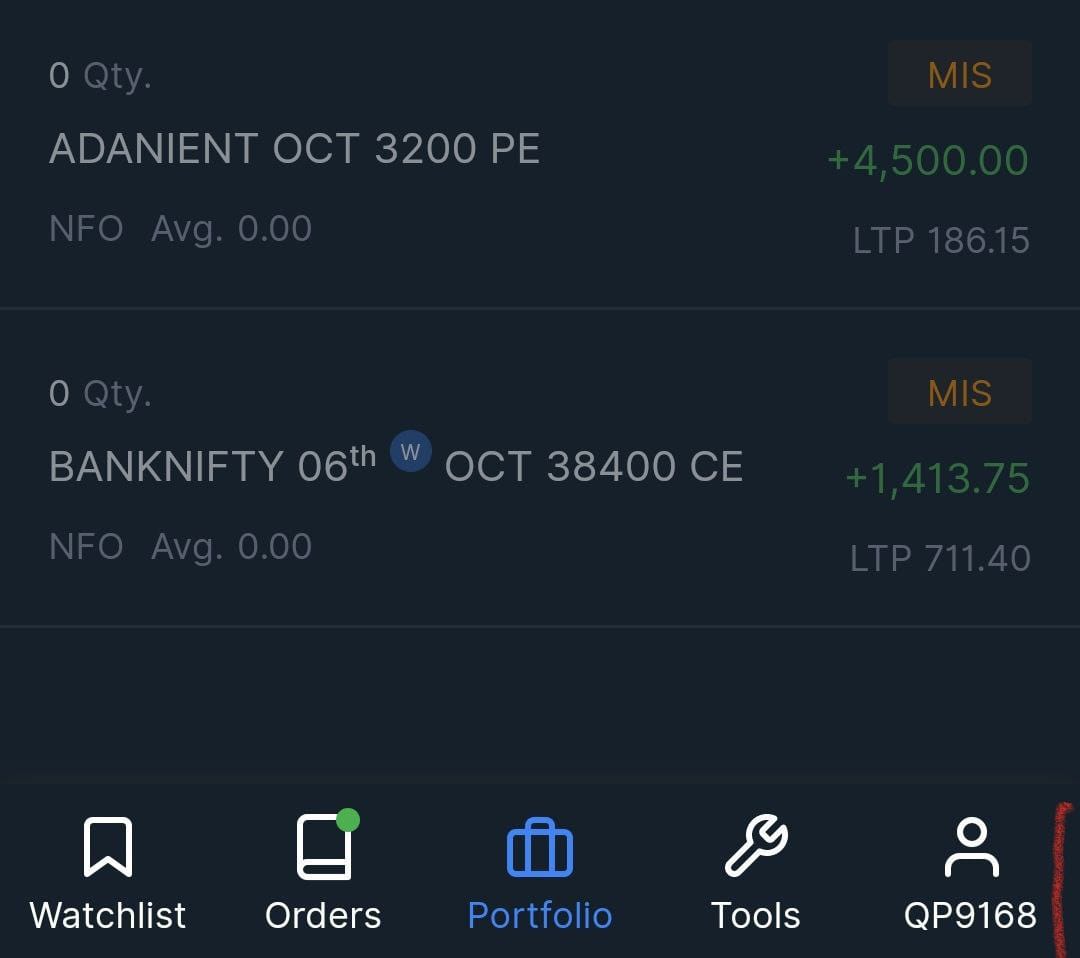 0 Qty.
MIS
ADANIENT OCT 3200 PE
+4,500.00
NFO Avg. 0.00
LTP 186.15
0 Qty.
MIS
BANKNIFTY 06th W OCT 38400 CE
+1,413.75
NFO Avg. 0.00
LTP 711.40
Watchlist Orders Portfolio Tools QP9168